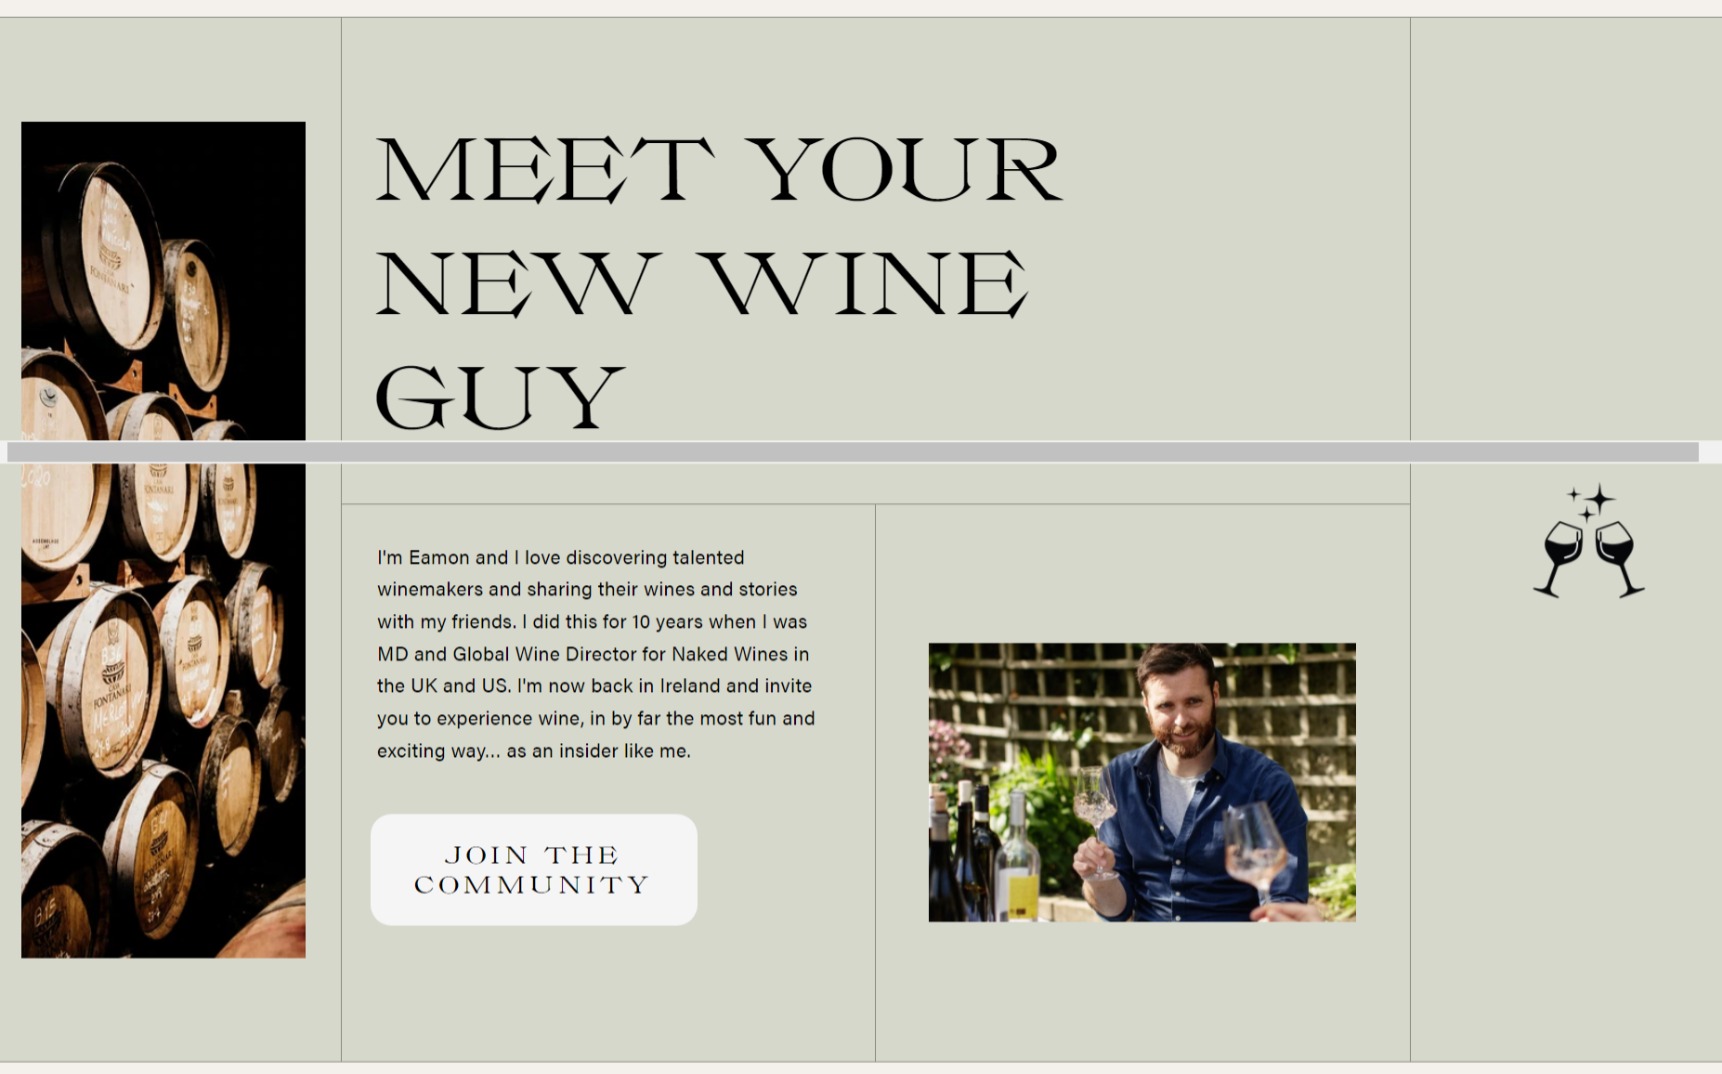 MEET YOUR
NEW WINE
GUY
I'm Eamon and I love discovering talented
winemakers and sharing their wines and stories
with my friends. I did this for 10 years when I was
MD and Global Wine Director for Naked Wines in
the UK and US. I'm now back in Ireland and invite
you to experience wine, in by far the most fun and
exciting way... as an insider like me.
JOIN THE
COMMUNITY
FONTANARI
FONTANARI